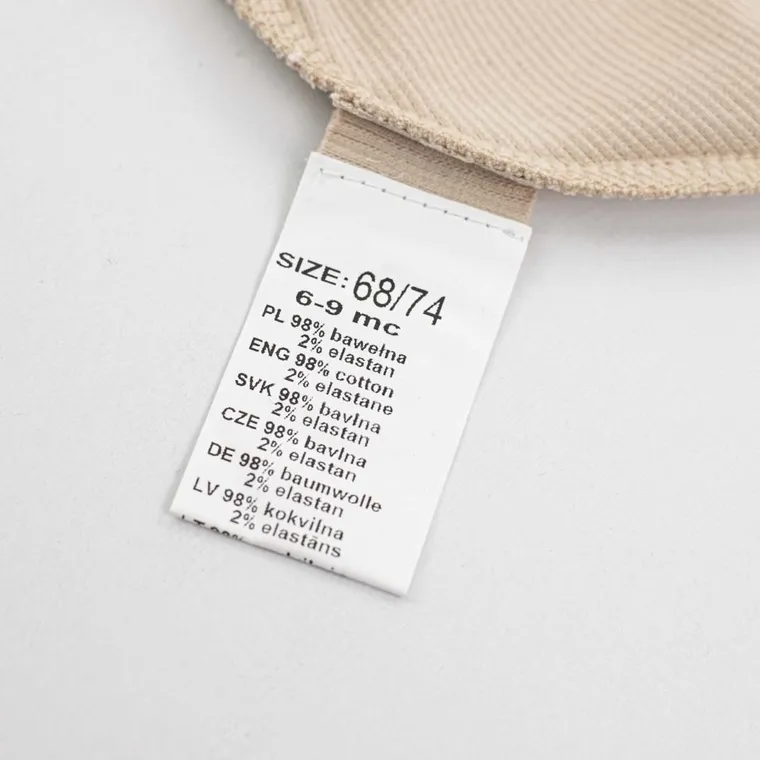 SIZE: 68/74
6-9 mc
PL 98% bawełna
2% elastan
ENG 98% cotton
2% elastane
SVK 98% bavlna
2% elastan
CZE 98% bavlna
2% elastan
DE 98% baumwolle
2% elastan
LV 98% kokvilna
2% elastāns